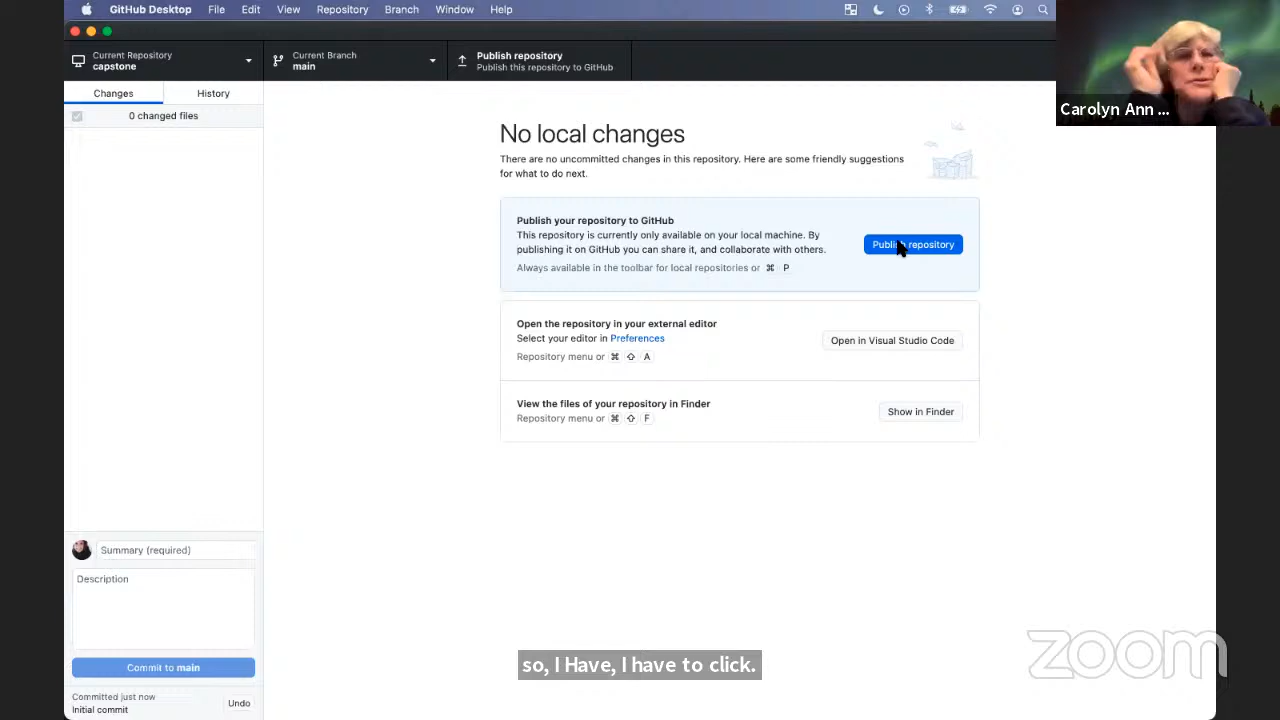 GitHub Desktop File Edit View Repository Branch Window Help
Current Repository
capstone
Current Branch
main
Publish repository
Publish this repository to GitHub
Changes
History
0 changed files
No local changes
There are no uncommitted changes in this repository. Here are some friendly suggestions
for what to do next.
Publish your repository to GitHub
This repository is currently only available on your local machine. By
publishing it on GitHub you can share it, and collaborate with others.
Always available in the toolbar for local repositories or ⌘ P
Publish repository
Open the repository in your external editor
Select your editor in Preferences
Repository menu or ⌘ ⇧ A
Open in Visual Studio Code
View the files of your repository in Finder
Repository menu or ⌘ ⇧ F
Show in Finder
Summary (required)
Description
Commit to main
Committed just now
Initial commit
Undo
Carolyn Ann ...
so, I Have, I have to click.
zoom